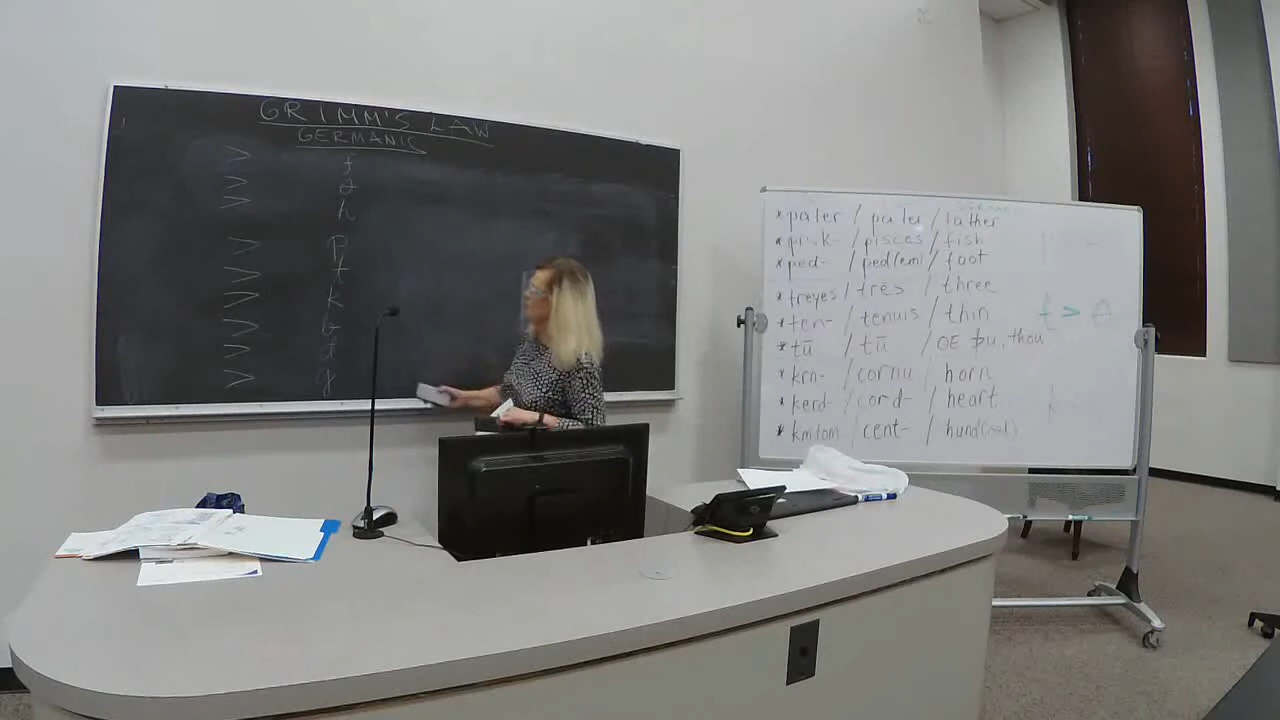 GRIMM'S LAW
GERMANIC
> f
> θ
> h
> p
> t
> k
> b
> d
> g
*pater / pater / father
*pisk- / pisces / fish
*ped- / ped(em) / foot
*treyes / trēs / three
*ten- / tenuis / thin
*tū / tū / OE þu, thou
*krn- / cornu / horn
*kerd- / cord- / heart
*kmtom / cent- / hund(red)
t > θ